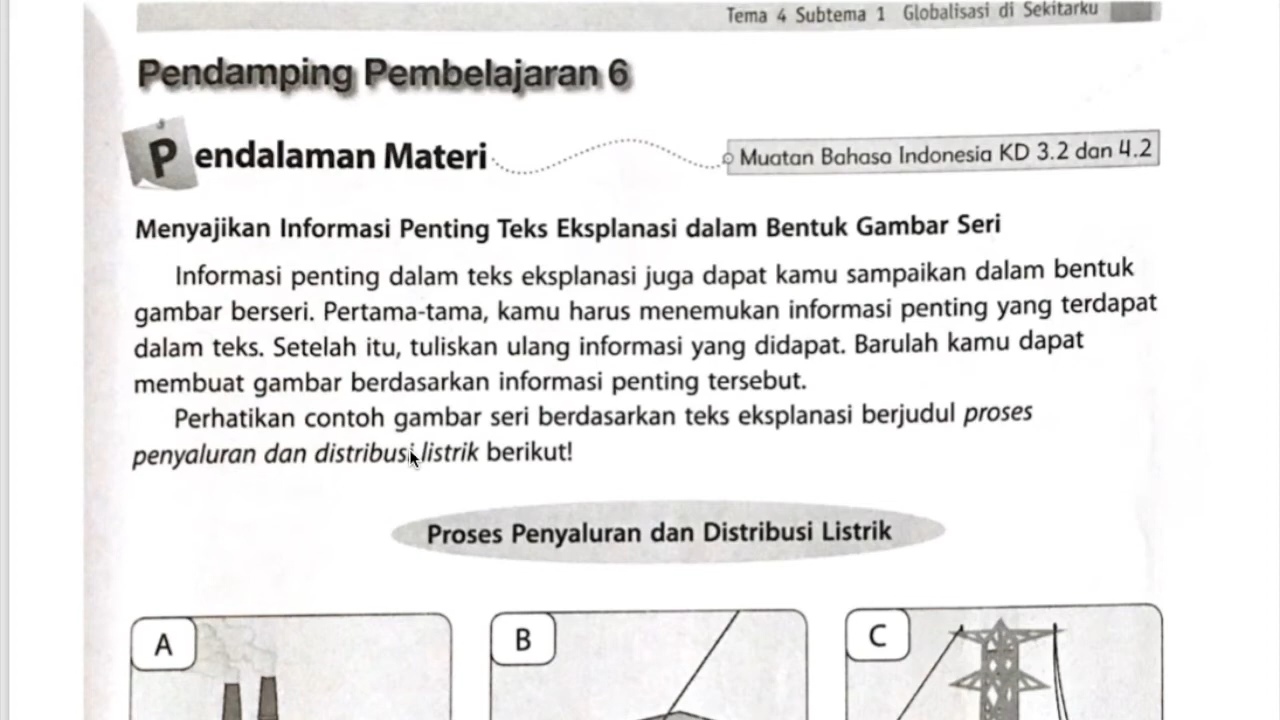 Tema 4 Subtema 1 Globalisasi di Sekitarku
Pendamping Pembelajaran 6
Pendalaman Materi
Muatan Bahasa Indonesia KD 3.2 dan 4.2
Menyajikan Informasi Penting Teks Eksplanasi dalam Bentuk Gambar Seri
Informasi penting dalam teks eksplanasi juga dapat kamu sampaikan dalam bentuk
gambar berseri. Pertama-tama, kamu harus menemukan informasi penting yang terdapat
dalam teks. Setelah itu, tuliskan ulang informasi yang didapat. Barulah kamu dapat
membuat gambar berdasarkan informasi penting tersebut.
Perhatikan contoh gambar seri berdasarkan teks eksplanasi berjudul proses
penyaluran dan distribusi listrik berikut!
Proses Penyaluran dan Distribusi Listrik
A
B
C